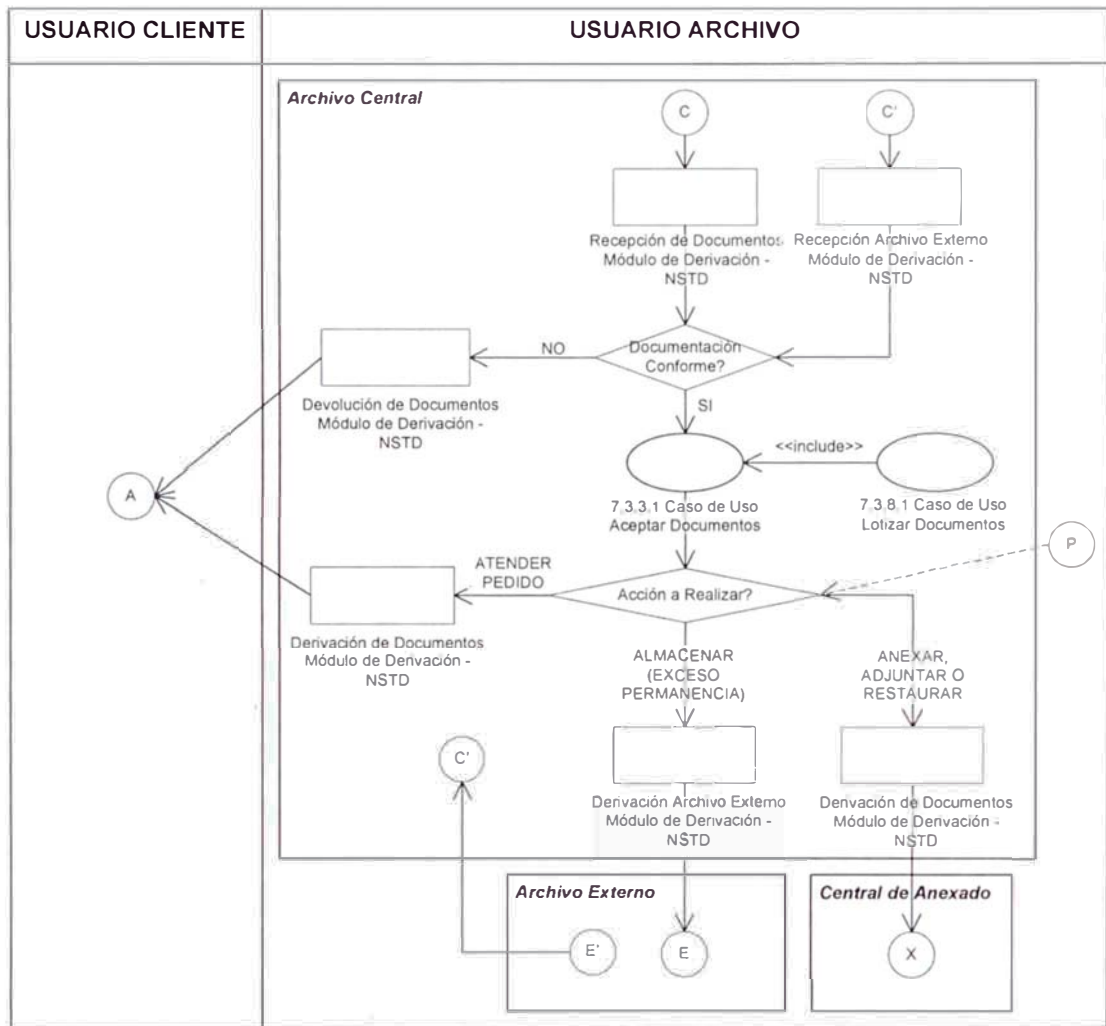 USUARIO CLIENTE
USUARIO ARCHIVO
Archivo Central
C
C'
Recepción de Documentos
Módulo de Derivación -
NSTD
Recepción Archivo Externo
Módulo de Derivación -
NSTD
Documentación
Conforme?
NO
Devolución de Documentos
Módulo de Derivación -
NSTD
SI
<<include>>
A
7.3.3.1 Caso de Uso
Aceptar Documentos
7.3.8.1 Caso de Uso
Lotizar Documentos
P
ATENDER
PEDIDO
Acción a Realizar?
Derivación de Documentos
Módulo de Derivación -
NSTD
ALMACENAR
(EXCESO
PERMANENCIA)
ANEXAR,
ADJUNTAR O
RESTAURAR
C'
Derivación Archivo Externo
Módulo de Derivación -
NSTD
Derivación de Documentos
Módulo de Derivación -
NSTD
Archivo Externo
E'
E
Central de Anexado
X